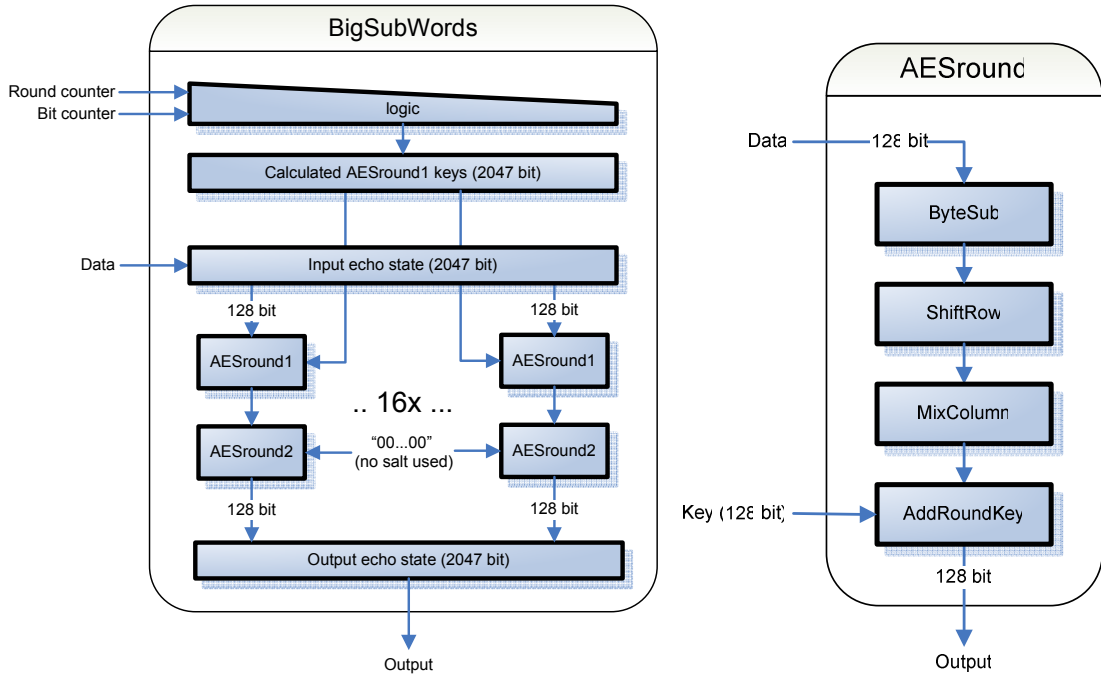 BigSubWords
Round counter
Bit counter
logic
Calculated AESround1 keys (2047 bit)
Data
Input echo state (2047 bit)
128 bit
128 bit
AESround1
AESround1
.. 16x ...
AESround2
“00...00”
(no salt used)
AESround2
128 bit
128 bit
Output echo state (2047 bit)
Output
AESround
Data
128 bit
ByteSub
ShiftRow
MixColumn
Key (128 bit)
AddRoundKey
128 bit
Output